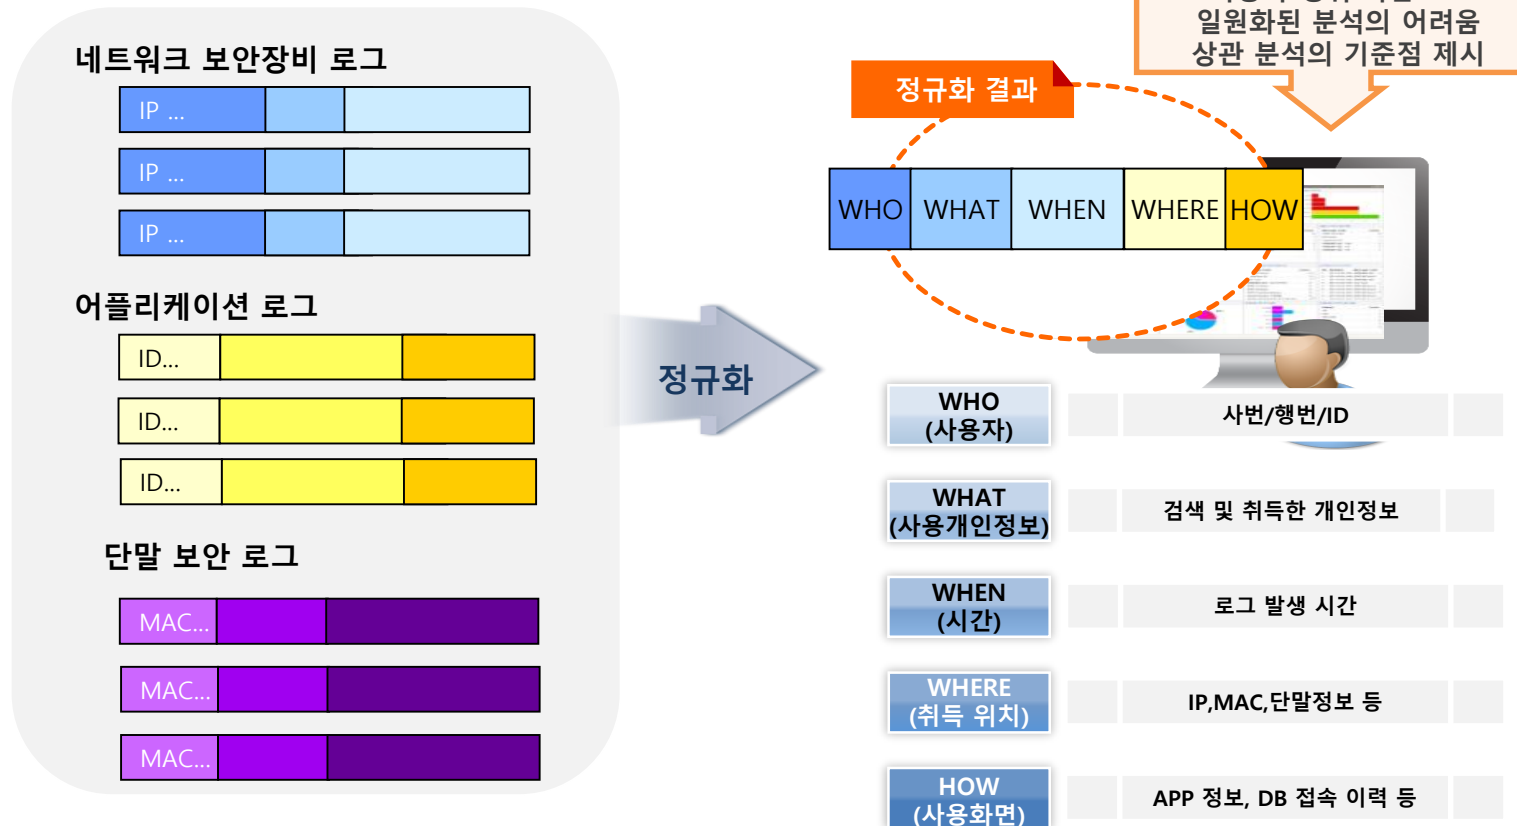 네트워크 보안장비 로그
IP ...
IP ...
IP ...
어플리케이션 로그
ID...
ID...
ID...
단말 보안 로그
MAC...
MAC...
MAC...
정규화
일원화된 분석의 어려움
상관 분석의 기준점 제시
정규화 결과
WHO WHAT WHEN WHERE HOW
WHO
(사용자)
사번/행번/ID
WHAT
(사용개인정보)
검색 및 취득한 개인정보
WHEN
(시간)
로그 발생 시간
WHERE
(취득 위치)
IP,MAC,단말정보 등
HOW
(사용화면)
APP 정보, DB 접속 이력 등